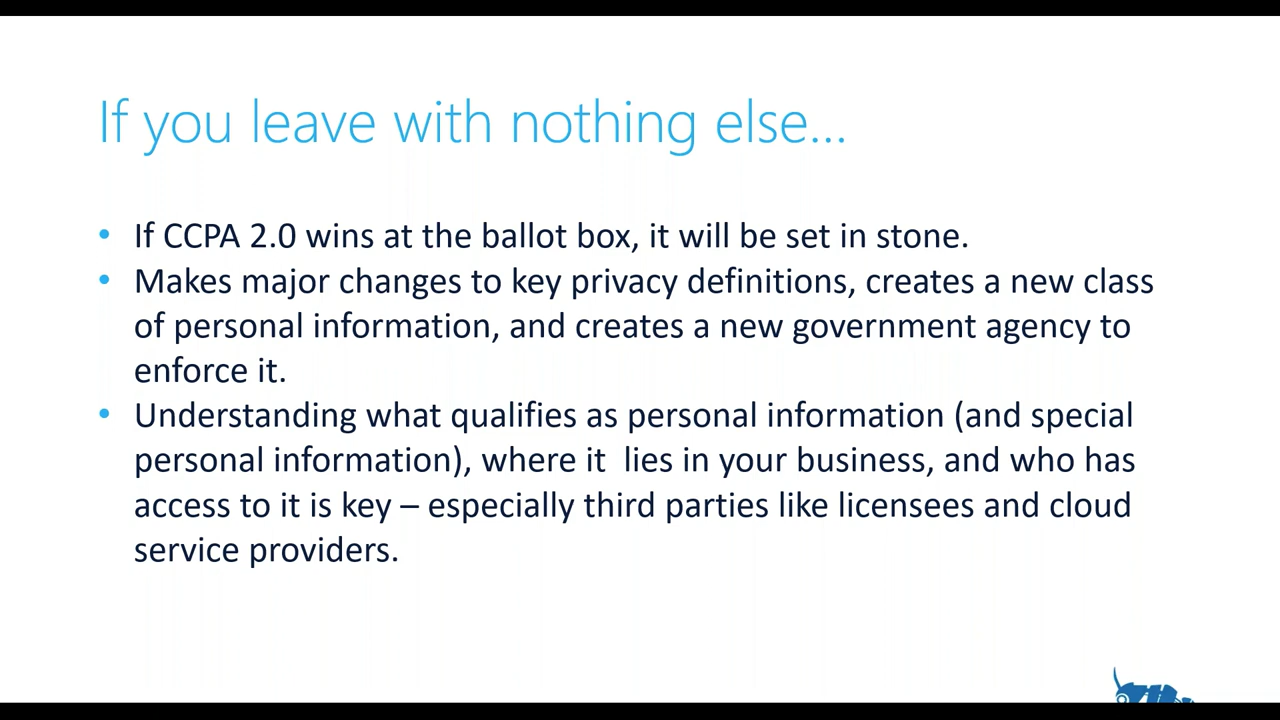 If you leave with nothing else...
• If CCPA 2.0 wins at the ballot box, it will be set in stone.
• Makes major changes to key privacy definitions, creates a new class
of personal information, and creates a new government agency to
enforce it.
• Understanding what qualifies as personal information (and special
personal information), where it  lies in your business, and who has
access to it is key – especially third parties like licensees and cloud
service providers.